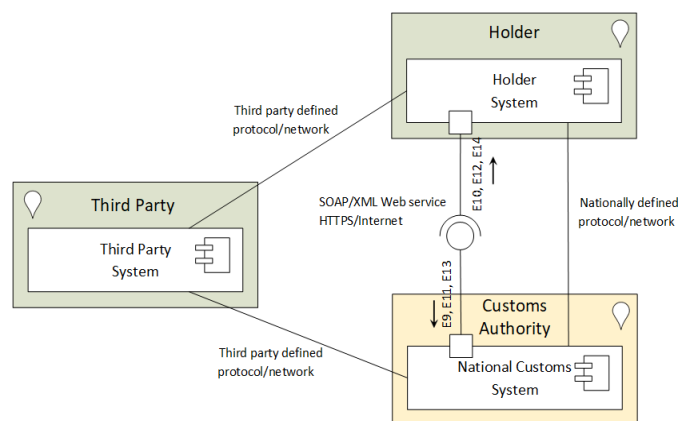 Holder
Holder
System
Third party defined
protocol/network
E10, E12, E14
SOAP/XML Web service
HTTPS/Internet
Nationally defined
protocol/network
Third Party
Third Party
System
E9, E11, E13
Customs
Authority
Third party defined
protocol/network
National Customs
System